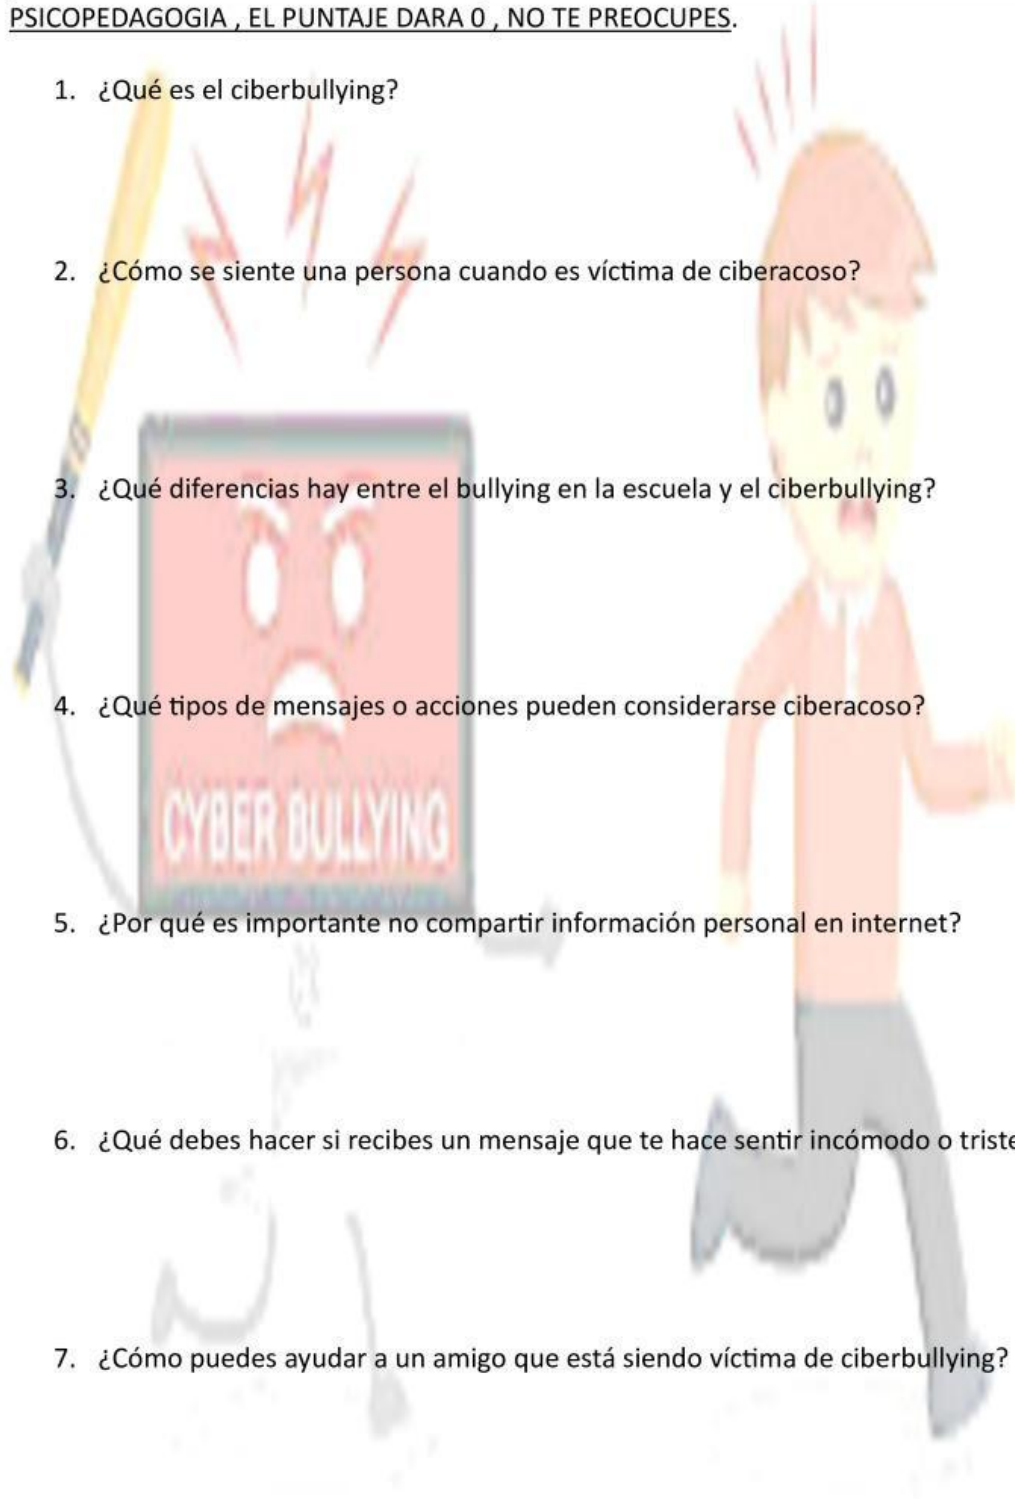 PSICOPEDAGOGIA , EL PUNTAJE DARA 0 , NO TE PREOCUPES.
1. ¿Qué es el ciberbullying?
2. ¿Cómo se siente una persona cuando es víctima de ciberacoso?
3. ¿Qué diferencias hay entre el bullying en la escuela y el ciberbullying?
4. ¿Qué tipos de mensajes o acciones pueden considerarse ciberacoso?
CYBER BULLYING
5. ¿Por qué es importante no compartir información personal en internet?
6. ¿Qué debes hacer si recibes un mensaje que te hace sentir incómodo o triste
7. ¿Cómo puedes ayudar a un amigo que está siendo víctima de ciberbullying?